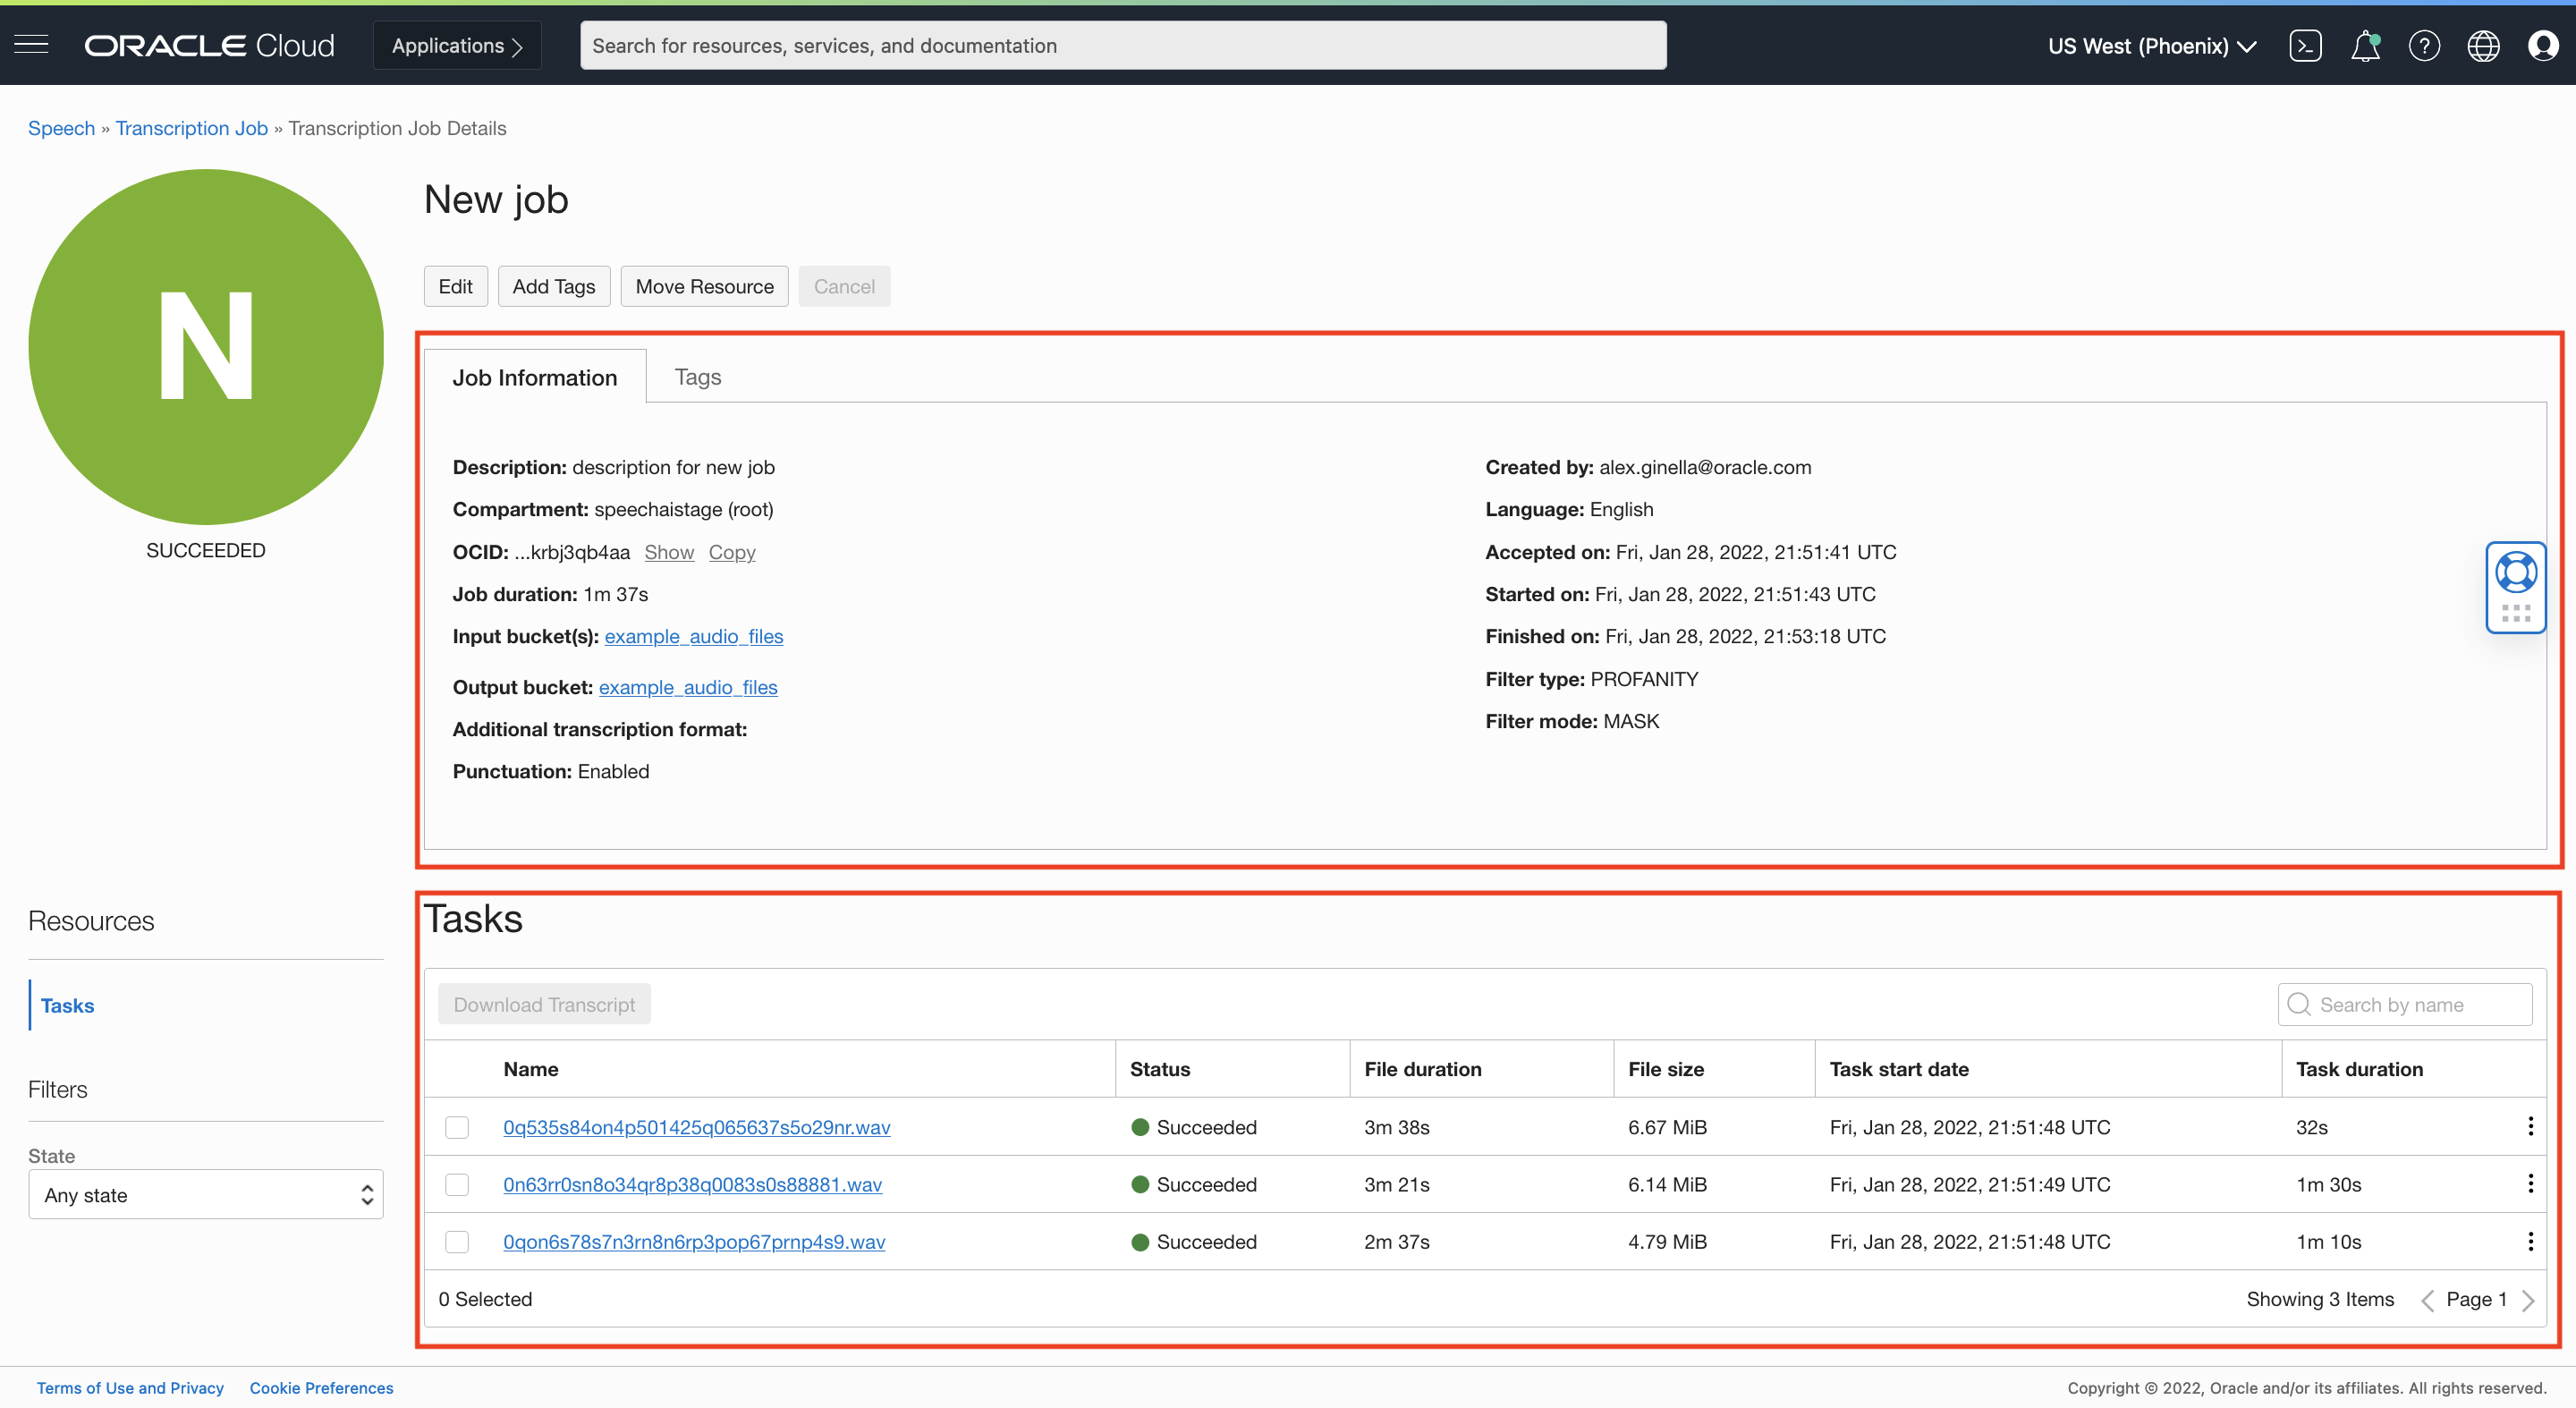 ORACLE Cloud
Applications
Search for resources, services, and documentation
US West (Phoenix)
Speech » Transcription Job » Transcription Job Details
N
SUCCEEDED
New job
Edit Add Tags Move Resource Cancel
Job Information Tags
Description: description for new job
Compartment: speechaistage (root)
OCID: ...krbj3qb4aa Show Copy
Job duration: 1m 37s
Input bucket(s): example_audio_files
Output bucket: example_audio_files
Additional transcription format:
Punctuation: Enabled
Created by: alex.ginella@oracle.com
Language: English
Accepted on: Fri, Jan 28, 2022, 21:51:41 UTC
Started on: Fri, Jan 28, 2022, 21:51:43 UTC
Finished on: Fri, Jan 28, 2022, 21:53:18 UTC
Filter type: PROFANITY
Filter mode: MASK
Resources
Tasks
Filters
State
Any state
Tasks
Download Transcript
Search by name
Name Status File duration File size Task start date Task duration
0q535s84on4p501425q065637s5o29nr.wav Succeeded 3m 38s 6.67 MiB Fri, Jan 28, 2022, 21:51:48 UTC 32s
0n63rr0sn8o34qr8p38q0083s0s88881.wav Succeeded 3m 21s 6.14 MiB Fri, Jan 28, 2022, 21:51:49 UTC 1m 30s
0qon6s78s7n3rn8n6rp3pop67prnp4s9.wav Succeeded 2m 37s 4.79 MiB Fri, Jan 28, 2022, 21:51:48 UTC 1m 10s
0 Selected
Showing 3 Items Page 1
Terms of Use and Privacy Cookie Preferences
Copyright © 2022, Oracle and/or its affiliates. All rights reserved.